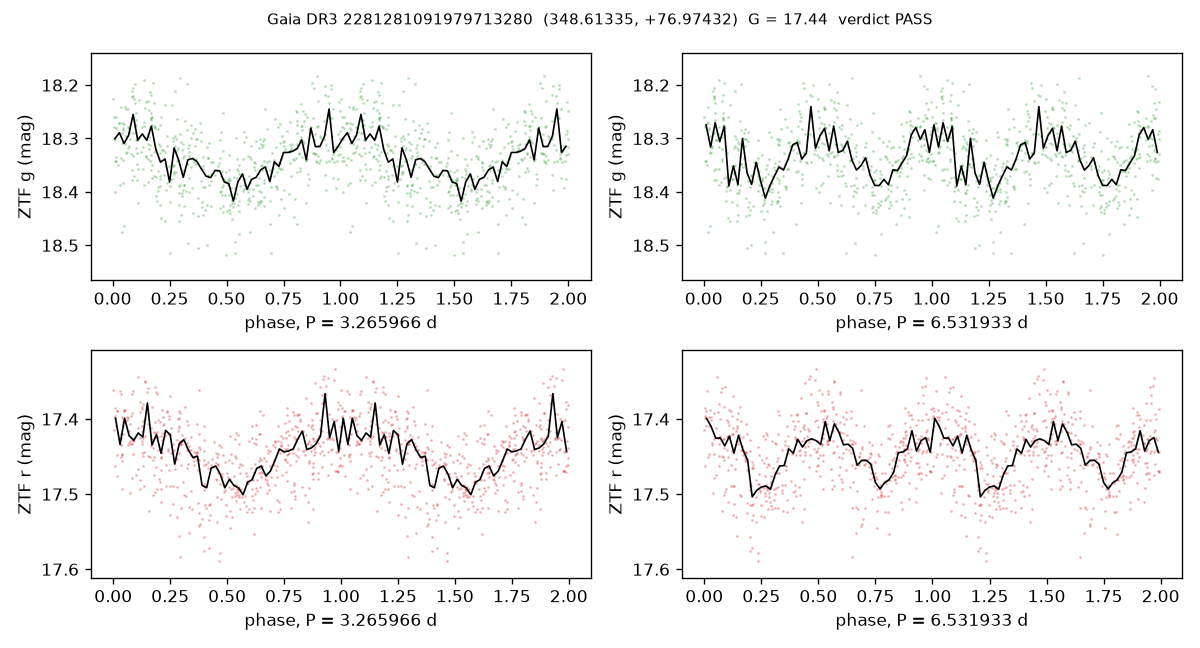 Gaia DR3 2281281091979713280  (348.61335, +76.97432)  G = 17.44  verdict PASS
ZTF g (mag)
18.2
18.3
18.4
18.5
0.00 0.25 0.50 0.75 1.00 1.25 1.50 1.75 2.00
phase, P = 3.265966 d
ZTF g (mag)
18.2
18.3
18.4
18.5
0.00 0.25 0.50 0.75 1.00 1.25 1.50 1.75 2.00
phase, P = 6.531933 d
ZTF r (mag)
17.4
17.5
17.6
0.00 0.25 0.50 0.75 1.00 1.25 1.50 1.75 2.00
phase, P = 3.265966 d
ZTF r (mag)
17.4
17.5
17.6
0.00 0.25 0.50 0.75 1.00 1.25 1.50 1.75 2.00
phase, P = 6.531933 d